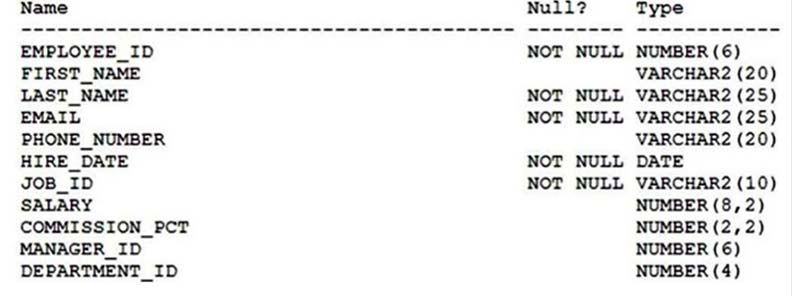 Name Null? Type
----------------------------------------- -------- ------------
EMPLOYEE_ID NOT NULL NUMBER(6)
FIRST_NAME VARCHAR2(20)
LAST_NAME NOT NULL VARCHAR2(25)
EMAIL NOT NULL VARCHAR2(25)
PHONE_NUMBER VARCHAR2(20)
HIRE_DATE NOT NULL DATE
JOB_ID NOT NULL VARCHAR2(10)
SALARY NUMBER(8,2)
COMMISSION_PCT NUMBER(2,2)
MANAGER_ID NUMBER(6)
DEPARTMENT_ID NUMBER(4)